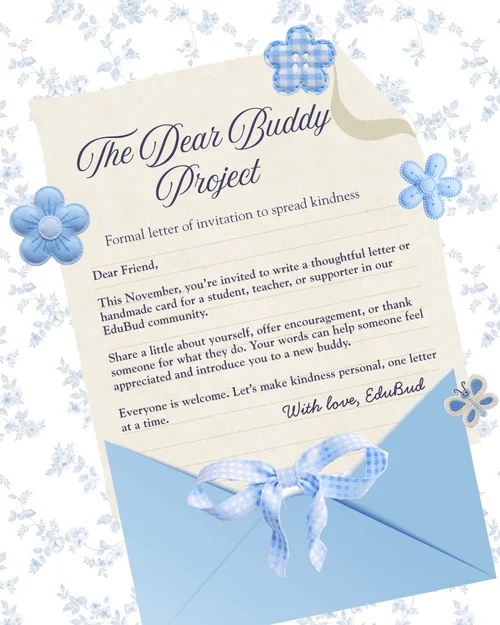 The Dear Buddy
Project
Formal letter of invitation to spread kindness
Dear Friend,
This November, you're invited to write a thoughtful letter or
handmade card for a student, teacher, or supporter in our
EduBud community.
Share a little about yourself, offer encouragement, or thank
someone for what they do. Your words can help someone feel
appreciated and introduce you to a new buddy.
Everyone is welcome. Let's make kindness personal, one letter
at a time.
With love, EduBud